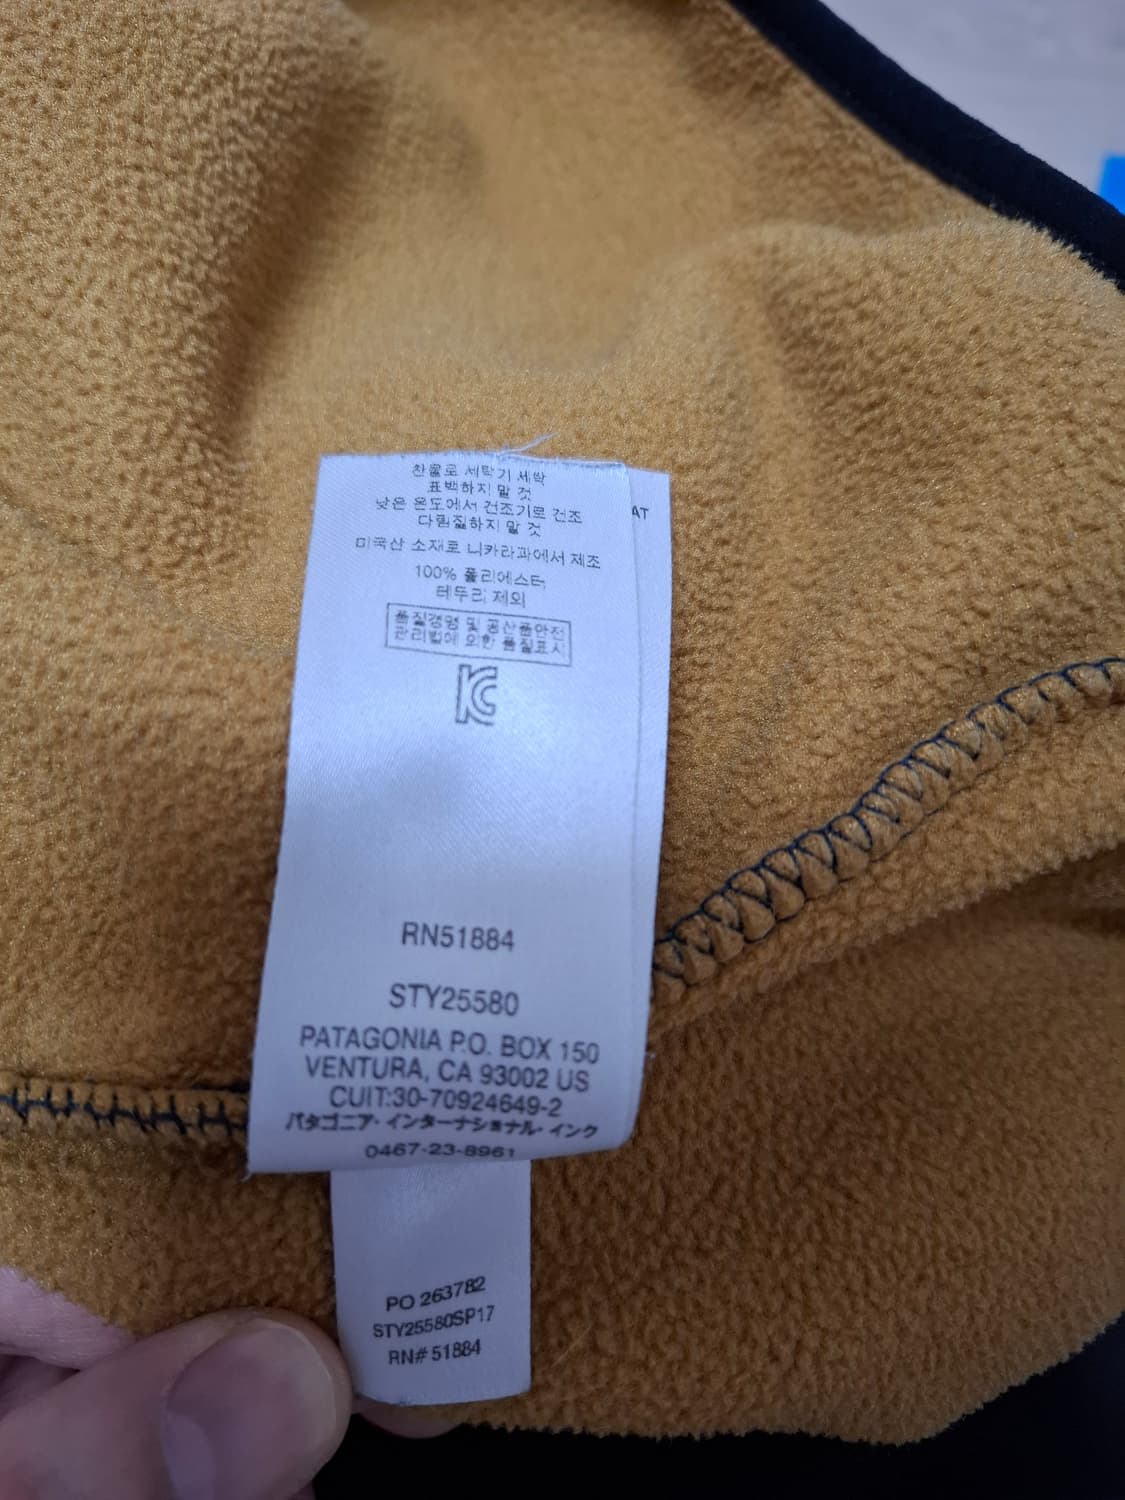 찬물로 세탁기 세탁
표백하지 말 것
낮은 온도에서 건조기로 건조
다림질하지 말 것
미국산 소재로 니카라과에서 제조
100% 폴리에스터
테두리 제외
품질경영 및 공산품안전
관리법에 의한 품질표시
KC
AT
RN51884
STY25580
PATAGONIA P.O. BOX 150
VENTURA, CA 93002 US
CUIT:30-70924649-2
パタゴニア・インターナショナル・インク
0467-23-8961
PO 263782
STY25580SP17
RN# 51884